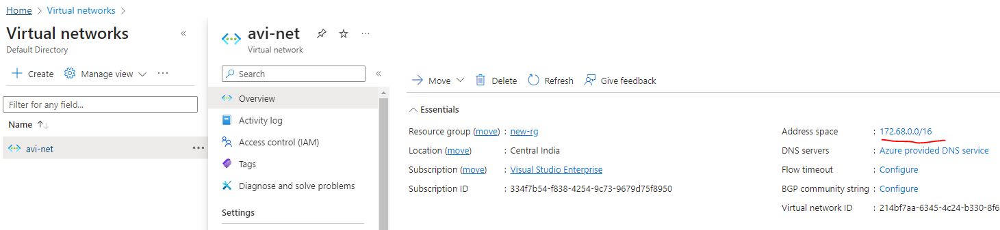 Home > Virtual networks >
Virtual networks «
Default Directory
+ Create Manage view ···
Filter for any field...
Name ↑↓
avi-net ···
avi-net ···
Virtual network
Search «
Overview
Activity log
Access control (IAM)
Tags
Diagnose and solve problems
Settings
Move Delete Refresh Give feedback
Essentials
Resource group (move) : new-rg
Location (move) : Central India
Subscription (move) : Visual Studio Enterprise
Subscription ID : 334f7b54-f838-4254-9c73-9679d75f8950
Address space : 172.68.0.0/16
DNS servers : Azure provided DNS service
Flow timeout : Configure
BGP community string : Configure
Virtual network ID : 214bf7aa-6345-4c24-b330-8f6